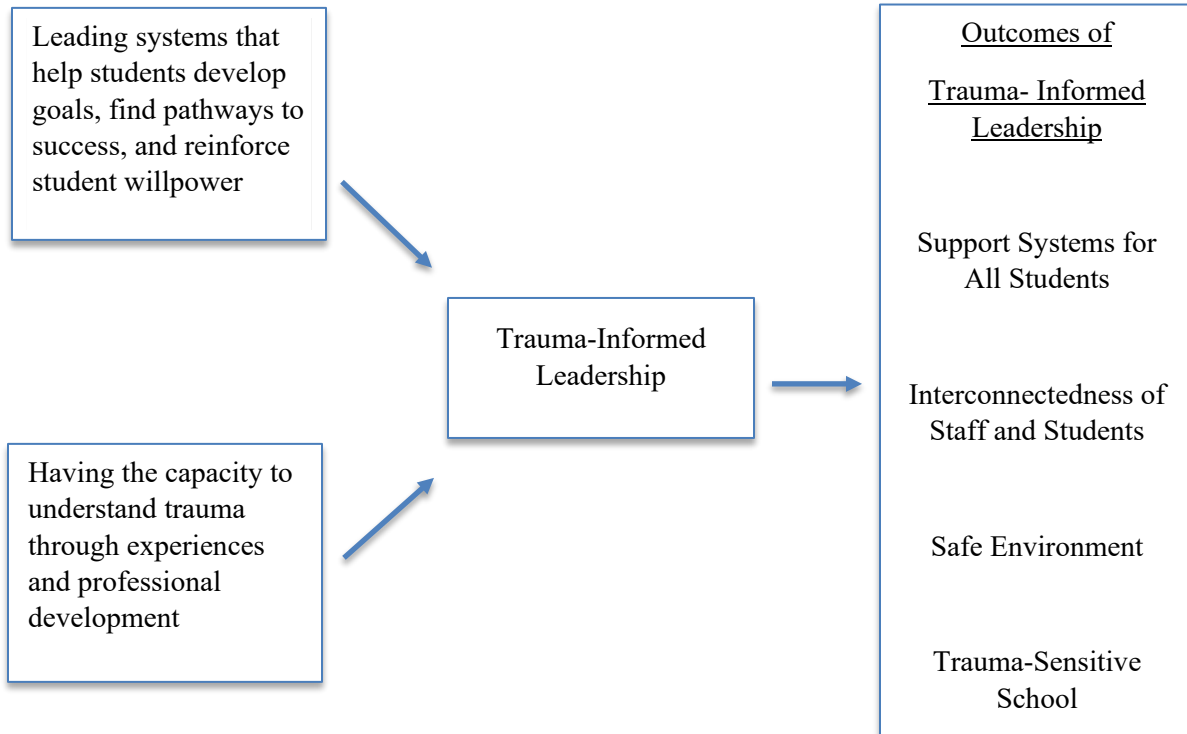 Leading systems that
help students develop
goals, find pathways to
success, and reinforce
student willpower
Having the capacity to
understand trauma
through experiences
and professional
development
Trauma-Informed
Leadership
Outcomes of
Trauma- Informed
Leadership
Support Systems for
All Students
Interconnectedness of
Staff and Students
Safe Environment
Trauma-Sensitive
School